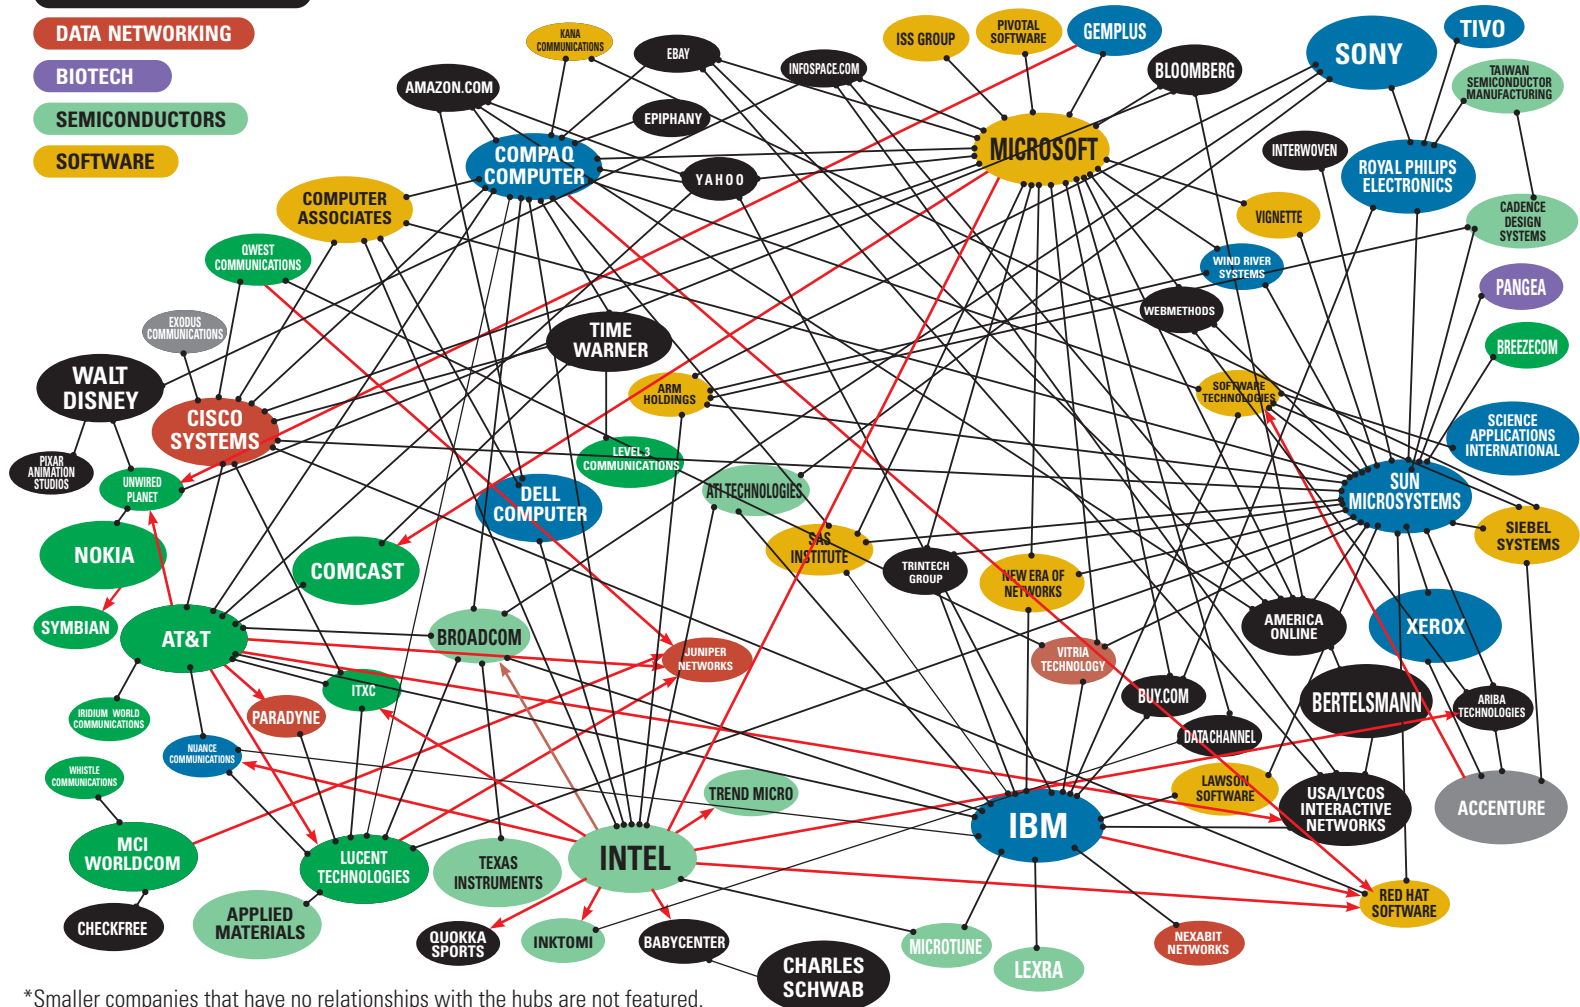 DATA NETWORKING
BIOTECH
SEMICONDUCTORS
SOFTWARE
KANA
COMMUNICATIONS
EBAY
INFOSPACE.COM
ISS GROUP
PIVOTAL
SOFTWARE
GEMPLUS
BLOOMBERG
SONY
TIVO
TAIWAN
SEMICONDUCTOR
MANUFACTURING
AMAZON.COM
EPIPHANY
COMPAQ
COMPUTER
YAHOO
MICROSOFT
INTERWOVEN
ROYAL PHILIPS
ELECTRONICS
COMPUTER
ASSOCIATES
VIGNETTE
CADENCE
DESIGN
SYSTEMS
QWEST
COMMUNICATIONS
WIND RIVER
SYSTEMS
PANGEA
EXODUS
COMMUNICATIONS
TIME
WARNER
WEBMETHODS
BREEZECOM
WALT
DISNEY
ARM
HOLDINGS
SOFTWARE
TECHNOLOGIES
CISCO
SYSTEMS
SCIENCE
APPLICATIONS
INTERNATIONAL
PIXAR
ANIMATION
STUDIOS
UNWIRED
PLANET
LEVEL 3
COMMUNICATIONS
ATI TECHNOLOGIES
SUN
MICROSYSTEMS
DELL
COMPUTER
NOKIA
COMCAST
SAS
INSTITUTE
TRINTECH
GROUP
NEW ERA OF
NETWORKS
SIEBEL
SYSTEMS
SYMBIAN
AT&T
BROADCOM
JUNIPER
NETWORKS
VITRIA
TECHNOLOGY
AMERICA
ONLINE
XEROX
ITXC
BUY.COM
BERTELSMANN
ARIBA
TECHNOLOGIES
IRIDIUM WORLD
COMMUNICATIONS
PARADYNE
NUANCE
COMMUNICATIONS
DATACHANNEL
WHISTLE
COMMUNICATIONS
TREND MICRO
LAWSON
SOFTWARE
USA/LYCOS
INTERACTIVE
NETWORKS
ACCENTURE
MCI
WORLDCOM
LUCENT
TECHNOLOGIES
TEXAS
INSTRUMENTS
INTEL
IBM
CHECKFREE
APPLIED
MATERIALS
QUOKKA
SPORTS
INKTOMI
BABYCENTER
CHARLES
SCHWAB
MICROTUNE
LEXRA
NEXABIT
NETWORKS
RED HAT
SOFTWARE
*Smaller companies that have no relationships with the hubs are not featured.